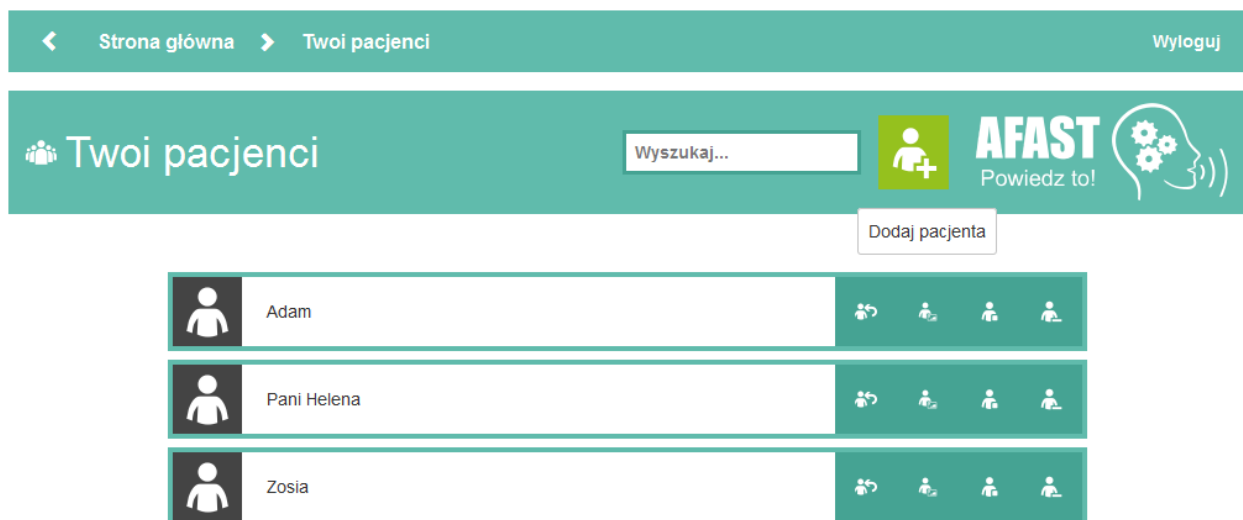 Strona główna Twoi pacjenci Wyloguj
Twoi pacjenci
Wyszukaj...
AFAST
Powiedz to!
Dodaj pacjenta
Adam
Pani Helena
Zosia